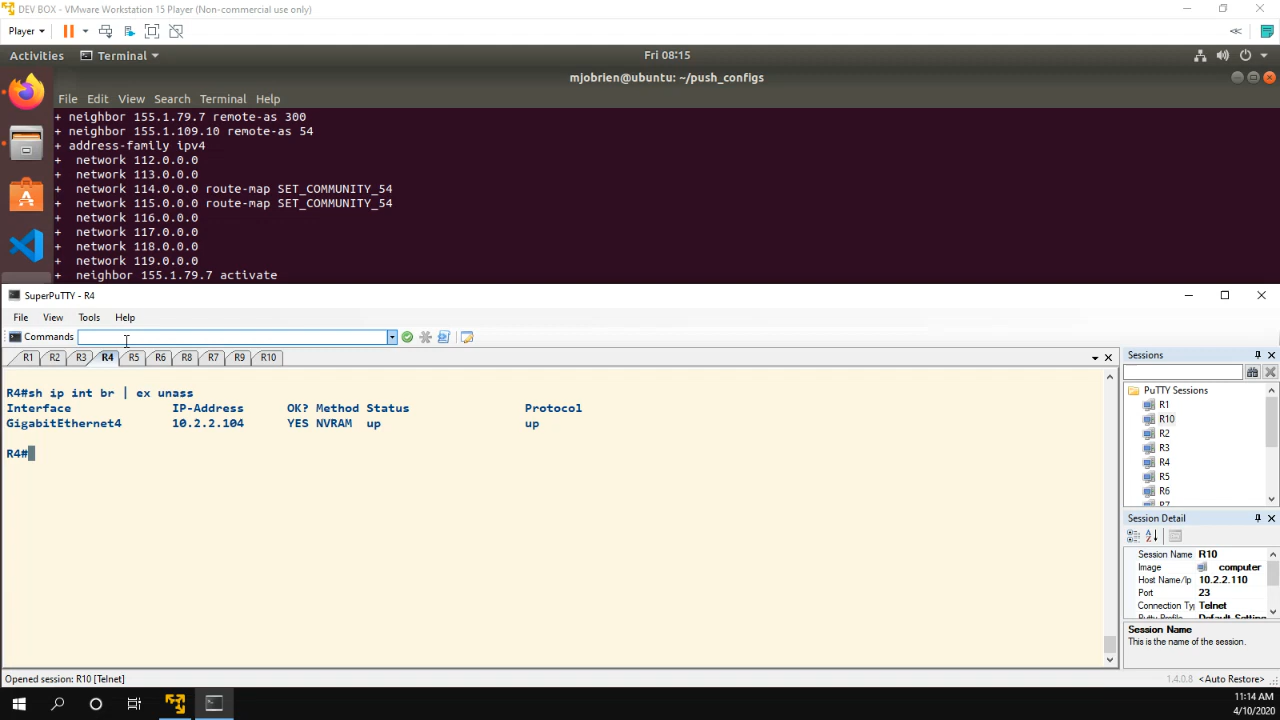 DEV BOX - VMware Workstation 15 Player (Non-commercial use only)
Player
Activities
Terminal
Fri 08:15
mjobrien@ubuntu: ~/push_configs
File Edit View Search Terminal Help
+ neighbor 155.1.79.7 remote-as 300
+ neighbor 155.1.109.10 remote-as 54
+ address-family ipv4
+ network 112.0.0.0
+ network 113.0.0.0
+ network 114.0.0.0 route-map SET_COMMUNITY_54
+ network 115.0.0.0 route-map SET_COMMUNITY_54
+ network 116.0.0.0
+ network 117.0.0.0
+ network 118.0.0.0
+ network 119.0.0.0
+ neighbor 155.1.79.7 activate
SuperPuTTY - R4
File View Tools Help
Commands
R1 R2 R3 R4 R5 R6 R8 R7 R9 R10
R4#sh ip int br | ex unass
Interface IP-Address OK? Method Status Protocol
GigabitEthernet4 10.2.2.104 YES NVRAM up up
R4#
Sessions
PuTTY Sessions
R1
R10
R2
R3
R4
R5
R6
R7
Session Detail
Session Name R10
Image computer
Host Name/Ip 10.2.2.110
Port 23
Connection Ty Telnet
Putty Profile Default Setting
Session Name
This is the name of the session.
Opened session: R10 [Telnet]
1.4.0.8 <Auto Restore>
11:14 AM
4/10/2020